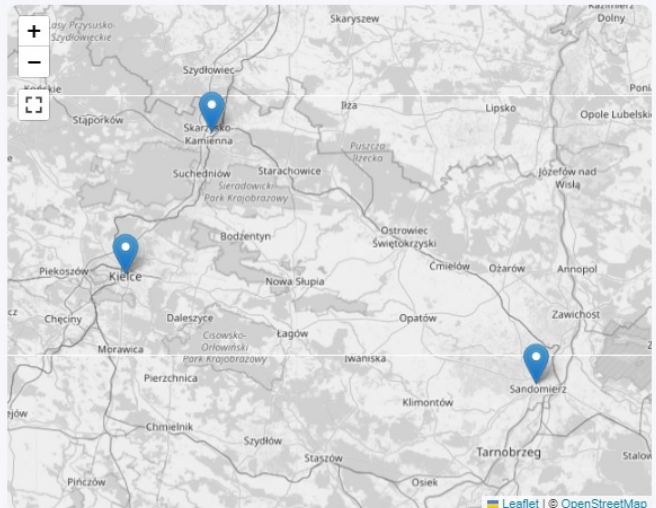 Kazimierz
Dolny
Skaryszew
Lasy Przysusko-
Szydłowieckie
+
−
Szydłowiec
Końskie
Iłża
Lipsko
Opole Lubelski
Stąporków
Skarżysko-
Kamienna
Puszcza
Iłżecka
Józefów nad
Wisłą
Suchedniów
Starachowice
Sieradowicki
Park Krajobrazowy
Bodzentyn
Ostrowiec
Świętokrzyski
Piekoszów
Kielce
Ćmielów
Ożarów
Annopol
Nowa Słupia
Chęciny
Daleszyce
Opatów
Zawichost
Cisowsko-
Orłowiński
Park Krajobrazowy
Łagów
Morawica
Iwaniska
Pierzchnica
Sandomierz
Klimontów
Chmielnik
Szydłów
Staszów
Tarnobrzeg
Pińczów
Osiek
Leaflet | © OpenStreetMap